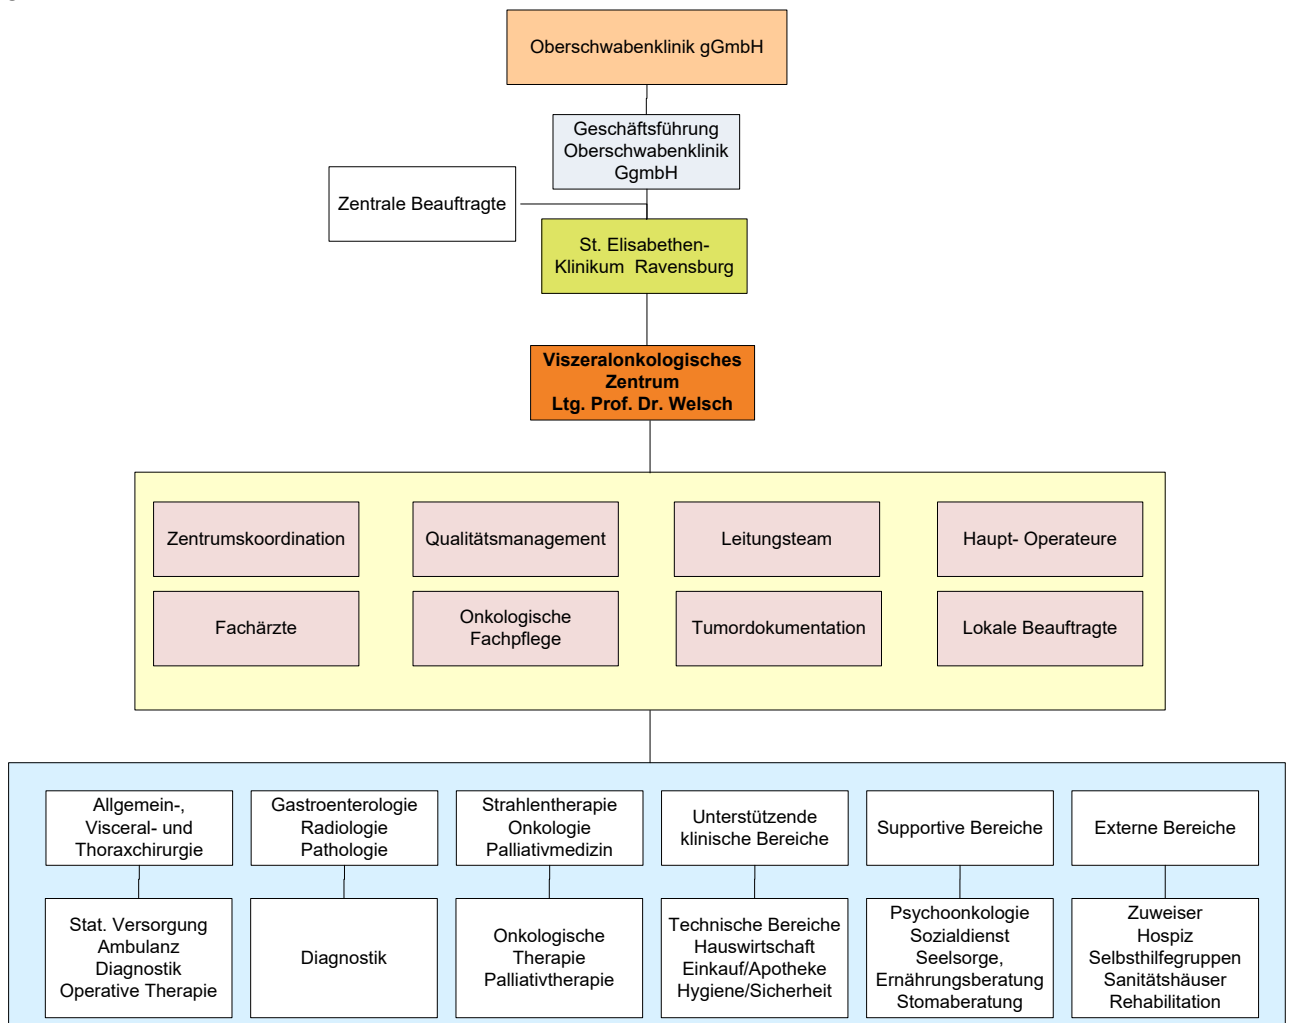 Oberschwabenklinik gGmbH
Geschäftsführung
Oberschwabenklinik
GgmbH
Zentrale Beauftragte
St. Elisabethen-
Klinikum  Ravensburg
Viszeralonkologisches
Zentrum
Ltg. Prof. Dr. Welsch
Zentrumskoordination
Qualitätsmanagement
Leitungsteam
Haupt- Operateure
Fachärzte
Onkologische
Fachpflege
Tumordokumentation
Lokale Beauftragte
Allgemein-,
Visceral- und
Thoraxchirurgie
Gastroenterologie
Radiologie
Pathologie
Strahlentherapie
Onkologie
Palliativmedizin
Unterstützende
klinische Bereiche
Supportive Bereiche
Externe Bereiche
Stat. Versorgung
Ambulanz
Diagnostik
Operative Therapie
Diagnostik
Onkologische
Therapie
Palliativtherapie
Technische Bereiche
Hauswirtschaft
Einkauf/Apotheke
Hygiene/Sicherheit
Psychoonkologie
Sozialdienst
Seelsorge,
Ernährungsberatung
Stomaberatung
Zuweiser
Hospiz
Selbsthilfegruppen
Sanitätshäuser
Rehabilitation